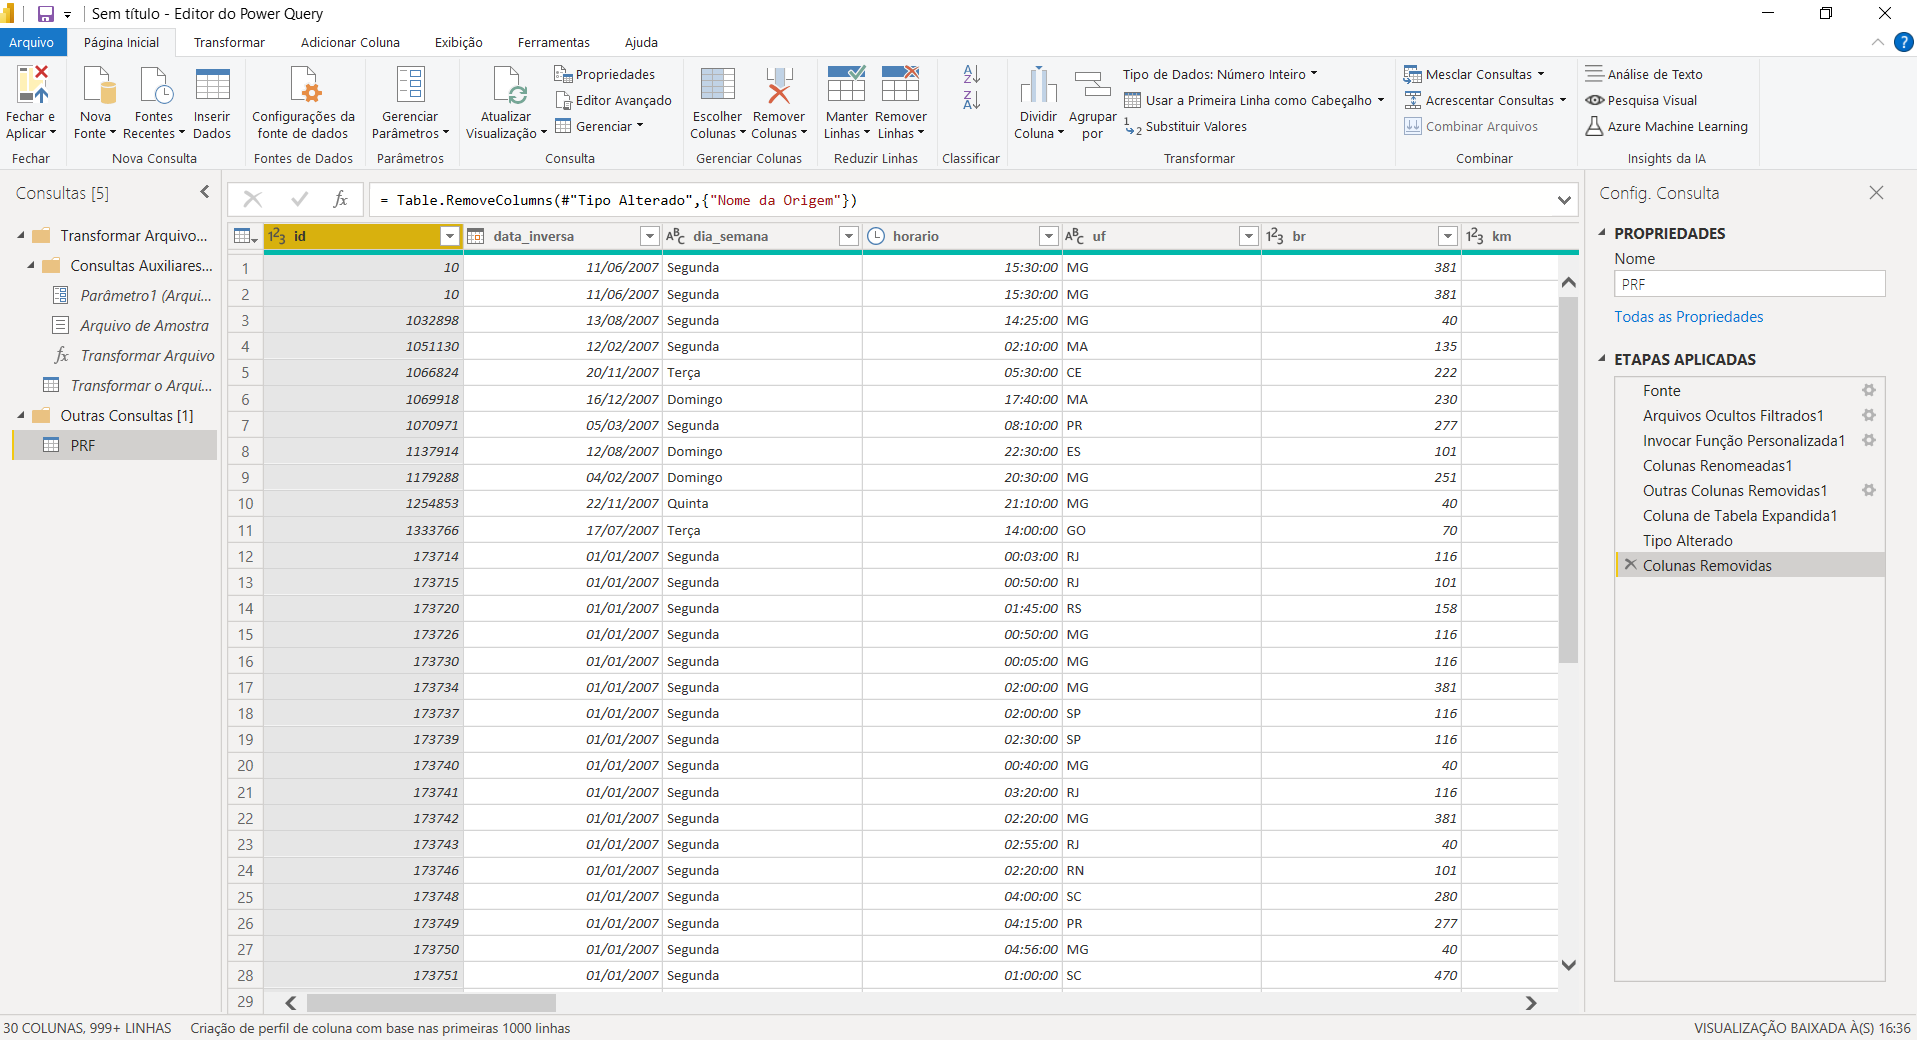 Sem título - Editor do Power Query
Arquivo Página Inicial Transformar Adicionar Coluna Exibição Ferramentas Ajuda
Fechar e Aplicar
Fechar
Nova Fonte
Fontes Recentes
Inserir Dados
Nova Consulta
Configurações da fonte de dados
Fontes de Dados
Gerenciar Parâmetros
Parâmetros
Atualizar Visualização
Propriedades
Editor Avançado
Gerenciar
Consulta
Escolher Colunas
Remover Colunas
Gerenciar Colunas
Manter Linhas
Remover Linhas
Reduzir Linhas
Classificar
Dividir Coluna
Agrupar por
Tipo de Dados: Número Inteiro
Usar a Primeira Linha como Cabeçalho
Substituir Valores
Transformar
Mesclar Consultas
Acrescentar Consultas
Combinar Arquivos
Combinar
Análise de Texto
Pesquisa Visual
Azure Machine Learning
Insights da IA
Consultas [5]
Transformar Arquivo...
Consultas Auxiliares...
Parâmetro1 (Arqui...
Arquivo de Amostra
fx Transformar Arquivo
Transformar o Arqui...
Outras Consultas [1]
PRF
fx = Table.RemoveColumns(#"Tipo Alterado",{"Nome da Origem"})
id data_inversa dia_semana horario uf br km
1 10 11/06/2007 Segunda 15:30:00 MG 381
2 10 11/06/2007 Segunda 15:30:00 MG 381
3 1032898 13/08/2007 Segunda 14:25:00 MG 40
4 1051130 12/02/2007 Segunda 02:10:00 MA 135
5 1066824 20/11/2007 Terça 05:30:00 CE 222
6 1069918 16/12/2007 Domingo 17:40:00 MA 230
7 1070971 05/03/2007 Segunda 08:10:00 PR 277
8 1137914 12/08/2007 Domingo 22:30:00 ES 101
9 1179288 04/02/2007 Domingo 20:30:00 MG 251
10 1254853 22/11/2007 Quinta 21:10:00 MG 40
11 1333766 17/07/2007 Terça 14:00:00 GO 70
12 173714 01/01/2007 Segunda 00:03:00 RJ 116
13 173715 01/01/2007 Segunda 00:50:00 RJ 101
14 173720 01/01/2007 Segunda 01:45:00 RS 158
15 173726 01/01/2007 Segunda 00:50:00 MG 116
16 173730 01/01/2007 Segunda 00:05:00 MG 116
17 173734 01/01/2007 Segunda 02:00:00 MG 381
18 173737 01/01/2007 Segunda 02:00:00 SP 116
19 173739 01/01/2007 Segunda 02:30:00 SP 116
20 173740 01/01/2007 Segunda 00:40:00 MG 40
21 173741 01/01/2007 Segunda 03:20:00 RJ 116
22 173742 01/01/2007 Segunda 02:20:00 MG 381
23 173743 01/01/2007 Segunda 02:55:00 RJ 40
24 173746 01/01/2007 Segunda 02:20:00 RN 101
25 173748 01/01/2007 Segunda 04:00:00 SC 280
26 173749 01/01/2007 Segunda 04:15:00 PR 277
27 173750 01/01/2007 Segunda 04:56:00 MG 40
28 173751 01/01/2007 Segunda 01:00:00 SC 470
29
Config. Consulta
PROPRIEDADES
Nome
PRF
Todas as Propriedades
ETAPAS APLICADAS
Fonte
Arquivos Ocultos Filtrados1
Invocar Função Personalizada1
Colunas Renomeadas1
Outras Colunas Removidas1
Coluna de Tabela Expandida1
Tipo Alterado
Colunas Removidas
30 COLUNAS, 999+ LINHAS Criação de perfil de coluna com base nas primeiras 1000 linhas
VISUALIZAÇÃO BAIXADA À(S) 16:36